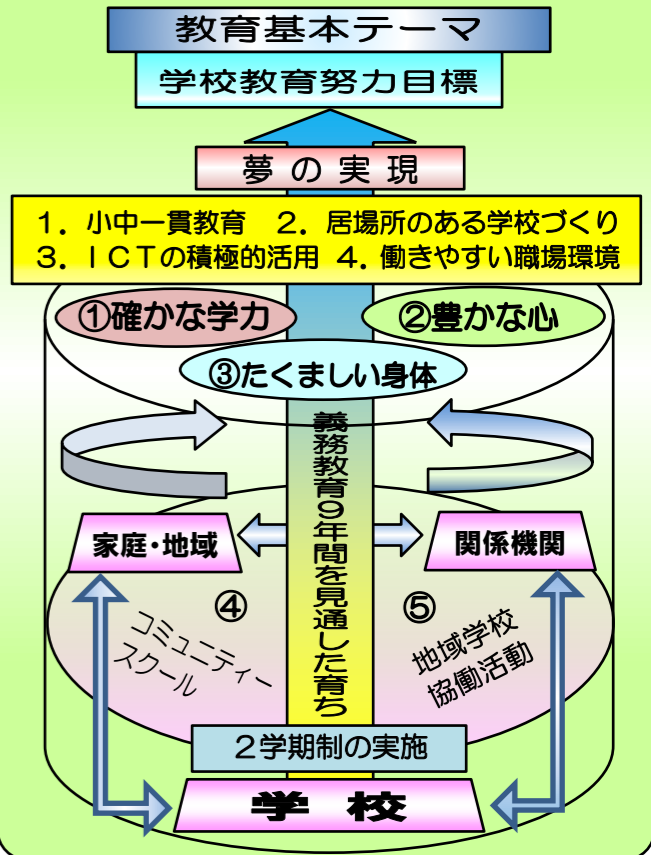 教育基本テーマ
学校教育努力目標
夢の実現
1．小中一貫教育　2．居場所のある学校づくり
3．ICTの積極的活用 4．働きやすい職場環境
①確かな学力
②豊かな心
③たくましい身体
義務教育９年間を見通した育ち
家庭・地域
関係機関
④
コミュニティー
スクール
⑤
地域学校
協働活動
２学期制の実施
学校